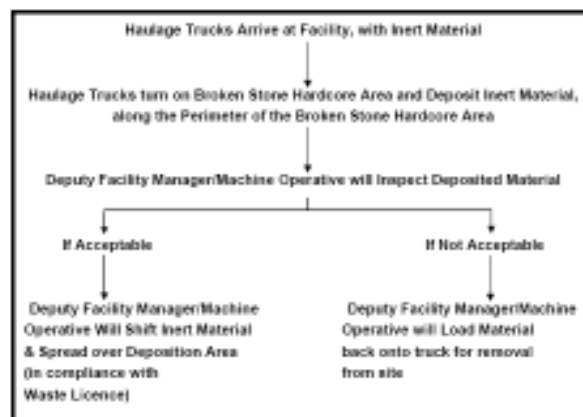 Haulage Trucks Arrive at Facility, with Inert Material
Haulage Trucks turn on Broken Stone Hardcore Area and Deposit Inert Material,
along the Perimeter of the Broken Stone Hardcore Area
Deputy Facility Manager/Machine Operative will Inspect Deposited Material
If Acceptable
If Not Acceptable
Deputy Facility Manager/Machine
Operative Will Shift Inert Material
& Spread over Deposition Area
(in compliance with
Waste Licence)
Deputy Facility Manager/Machine
Operative will Load Material
back onto truck for removal
from site